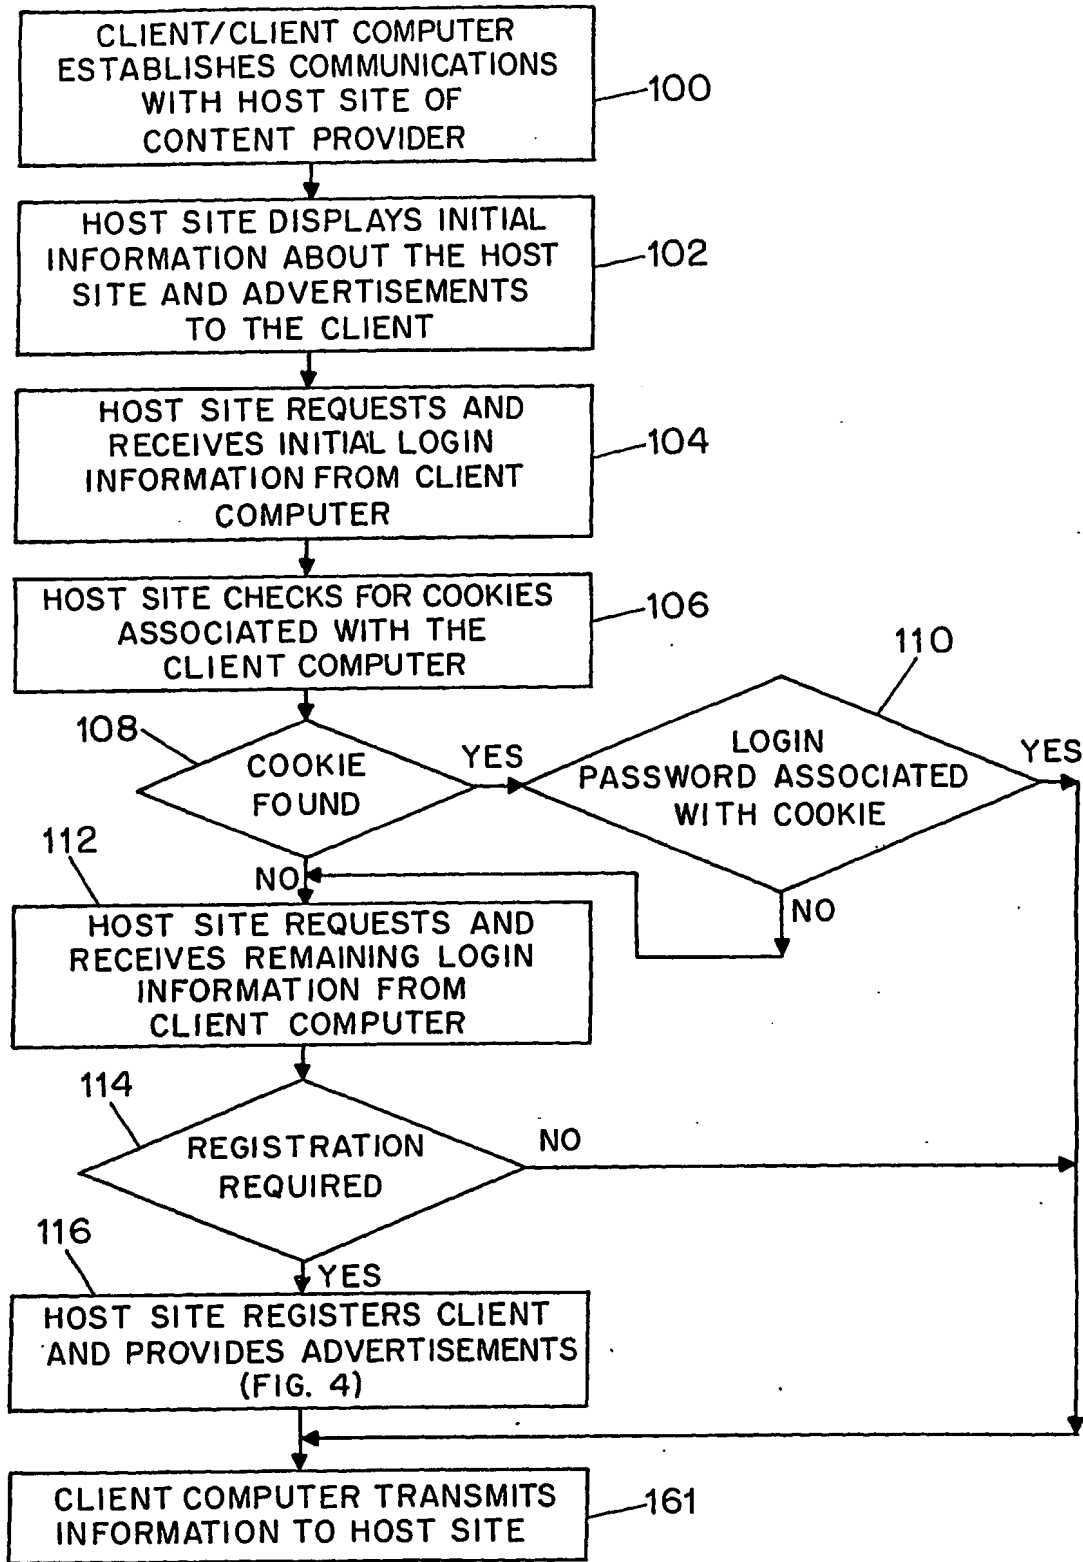 CLIENT/CLIENT COMPUTER
ESTABLISHES COMMUNICATIONS
WITH HOST SITE OF
CONTENT PROVIDER
100
HOST SITE DISPLAYS INITIAL
INFORMATION ABOUT THE HOST
SITE AND ADVERTISEMENTS
TO THE CLIENT
102
HOST SITE REQUESTS AND
RECEIVES INITIAL LOGIN
INFORMATION FROM CLIENT
COMPUTER
104
HOST SITE CHECKS FOR COOKIES
ASSOCIATED WITH THE
CLIENT COMPUTER
106
108
COOKIE
FOUND
YES
110
LOGIN
PASSWORD ASSOCIATED
WITH COOKIE
YES
NO
NO
112
HOST SITE REQUESTS AND
RECEIVES REMAINING LOGIN
INFORMATION FROM
CLIENT COMPUTER
114
REGISTRATION
REQUIRED
NO
YES
116
HOST SITE REGISTERS CLIENT
AND PROVIDES ADVERTISEMENTS
(FIG. 4)
CLIENT COMPUTER TRANSMITS
INFORMATION TO HOST SITE
161